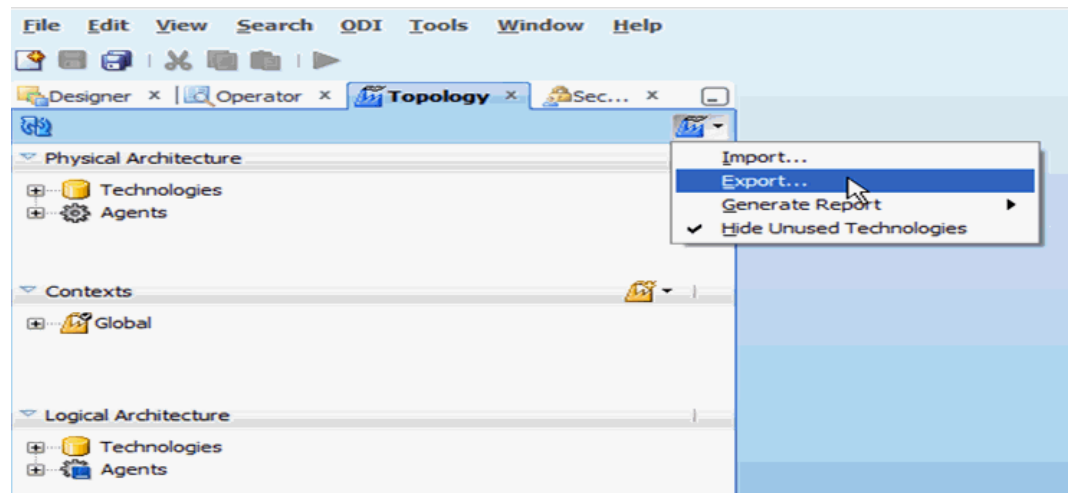 File Edit View Search ODI Tools Window Help
Designer Operator Topology Sec...
Physical Architecture
Import...
Export...
Technologies
Generate Report
Agents
Hide Unused Technologies
Contexts
Global
Logical Architecture
Technologies
Agents